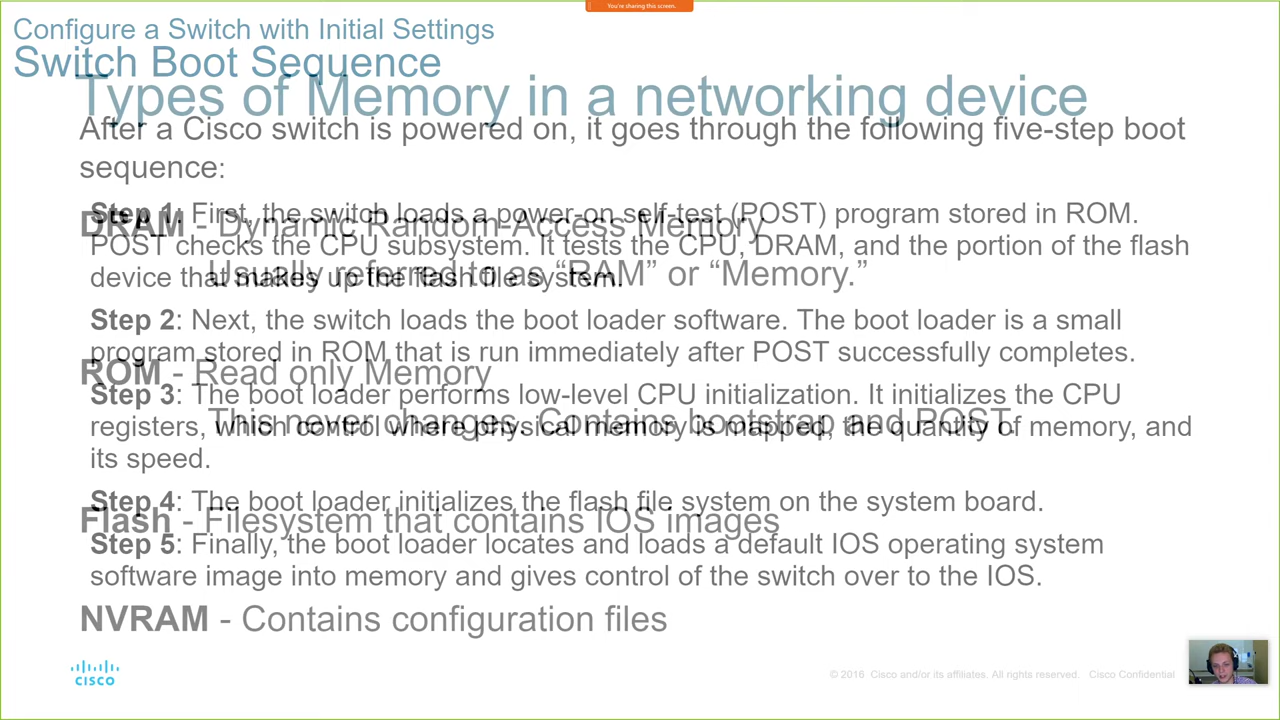 You're sharing this screen.
Configure a Switch with Initial Settings
Switch Boot Sequence
Types of Memory in a networking device
After a Cisco switch is powered on, it goes through the following five-step boot
sequence:
Step 1: First, the switch loads a power-on self-test (POST) program stored in ROM.
DRAM - Dynamic Random-Access Memory
POST checks the CPU subsystem. It tests the CPU, DRAM, and the portion of the flash
Usually referred to as “RAM” or “Memory.”
device that makes up the flash file system.
Step 2: Next, the switch loads the boot loader software. The boot loader is a small
program stored in ROM that is run immediately after POST successfully completes.
ROM - Read only Memory
Step 3: The boot loader performs low-level CPU initialization. It initializes the CPU
This never changes. Contains bootstrap and POST.
registers, which control where physical memory is mapped, the quantity of memory, and
its speed.
Step 4: The boot loader initializes the flash file system on the system board.
Flash - Filesystem that contains IOS images
Step 5: Finally, the boot loader locates and loads a default IOS operating system
software image into memory and gives control of the switch over to the IOS.
NVRAM - Contains configuration files
CISCO
© 2016 Cisco and/or its affiliates. All rights reserved. Cisco Confidential